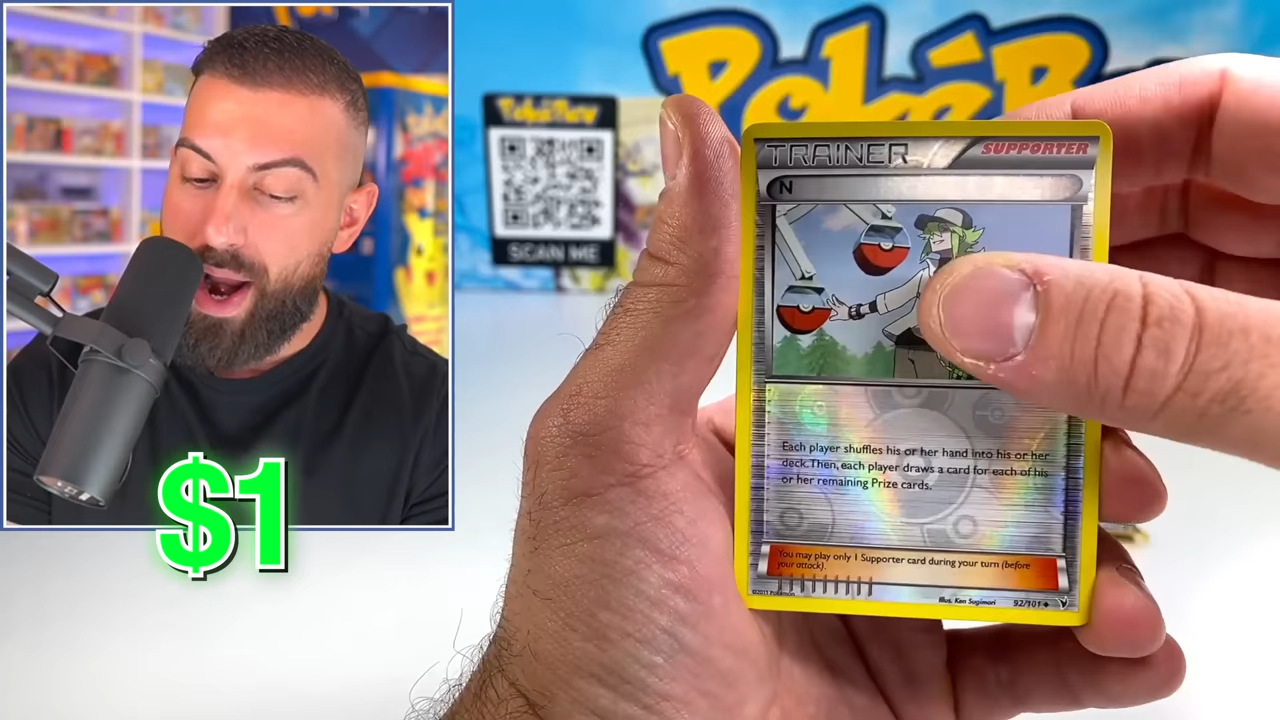 PokéRev
SCAN ME
TRAINER
SUPPORTER
N
Each player shuffles his or her hand into his or her
deck. Then, each player draws a card for each of his
or her remaining Prize cards.
You may play only 1 Supporter card during your turn (before
your attack).
©2011 Pokémon
Illus. Ken Sugimori
92/101
$1